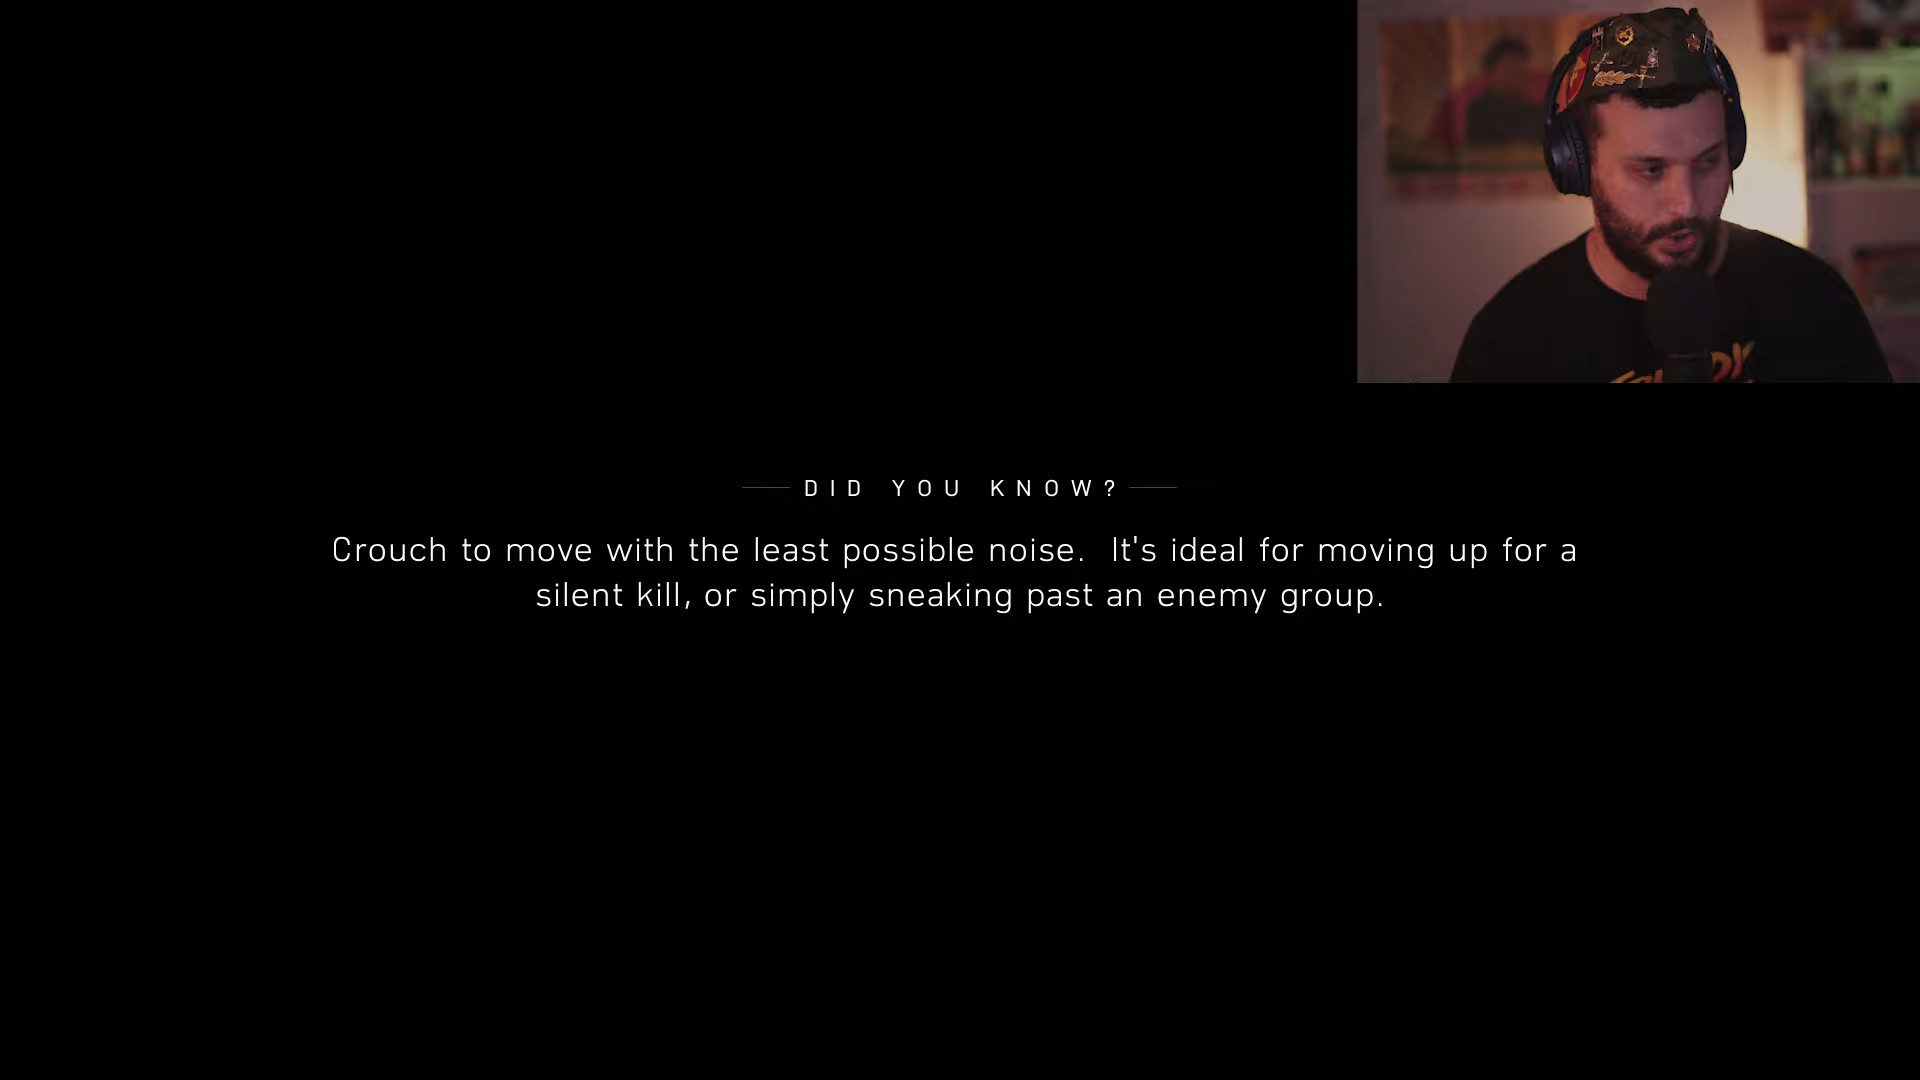 DID YOU KNOW?
Crouch to move with the least possible noise.  It's ideal for moving up for a
silent kill, or simply sneaking past an enemy group.